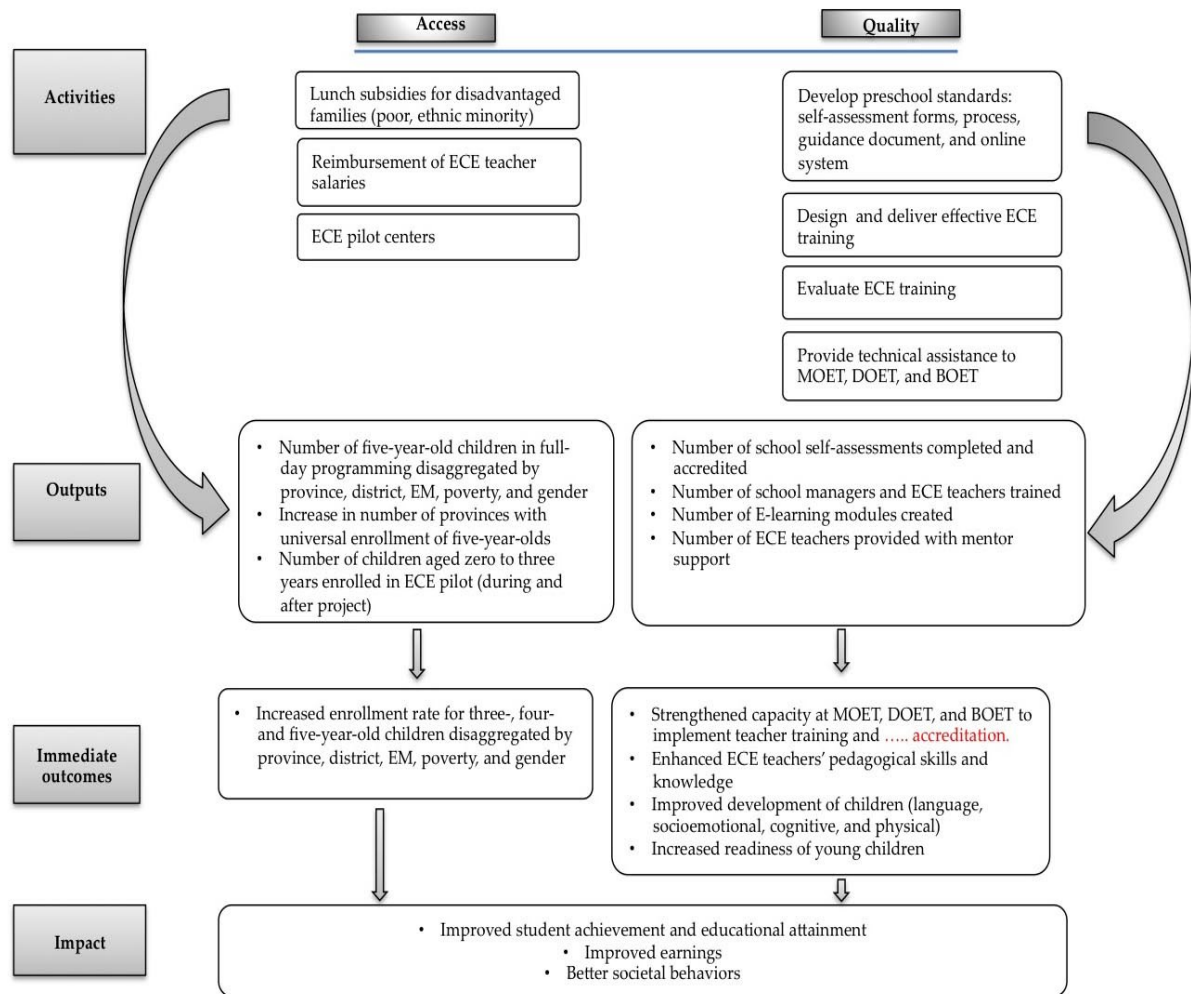 Access
Quality
Activities
Lunch subsidies for disadvantaged
families (poor, ethnic minority)
Reimbursement of ECE teacher
salaries
ECE pilot centers
Develop preschool standards:
self-assessment forms, process,
guidance document, and online
system
Design and deliver effective ECE
training
Evaluate ECE training
Provide technical assistance to
MOET, DOET, and BOET
Outputs
• Number of five-year-old children in full-
day programming disaggregated by
province, district, EM, poverty, and gender
• Increase in number of provinces with
universal enrollment of five-year-olds
• Number of children aged zero to three
years enrolled in ECE pilot (during and
after project)
• Number of school self-assessments completed and
accredited
• Number of school managers and ECE teachers trained
• Number of E-learning modules created
• Number of ECE teachers provided with mentor
support
Immediate
outcomes
• Increased enrollment rate for three-, four-
and five-year-old children disaggregated by
province, district, EM, poverty, and gender
• Strengthened capacity at MOET, DOET, and BOET to
implement teacher training and ….. accreditation.
• Enhanced ECE teachers' pedagogical skills and
knowledge
• Improved development of children (language,
socioemotional, cognitive, and physical)
• Increased readiness of young children
Impact
• Improved student achievement and educational attainment
• Improved earnings
• Better societal behaviors